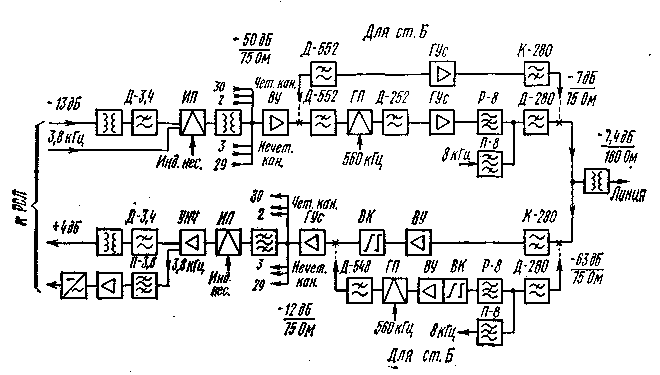 - 50 дБ
75 Ом
Для ст. Б
Д-552
ГУс
К-280
30
2
Чет. кан.
ВУ
- 13 дБ
Д-3,4
ИП
Д-552
ГП
Д-252
ГУс
Р-8
Д-280
- 7 дБ
75 Ом
3,8 кГц
Инд. нес.
3
29
Нечет. кан.
560 кГц
8 кГц
П-8
- 7,4 дБ
180 Ом
Линия
30
2
Чет. кан.
ГУс
ВК
ВУ
К-280
+4 дБ
Д-3,4
УНЧ
ИП
П-3,8
3,8 кГц
Инд. нес.
3
29
Нечет. кан.
Д-548
ГП
ВУ
ВК
Р-8
Д-280
- 63 дБ
75 Ом
- 12 дБ
75 Ом
560 кГц
8 кГц
П-8
Для ст. Б